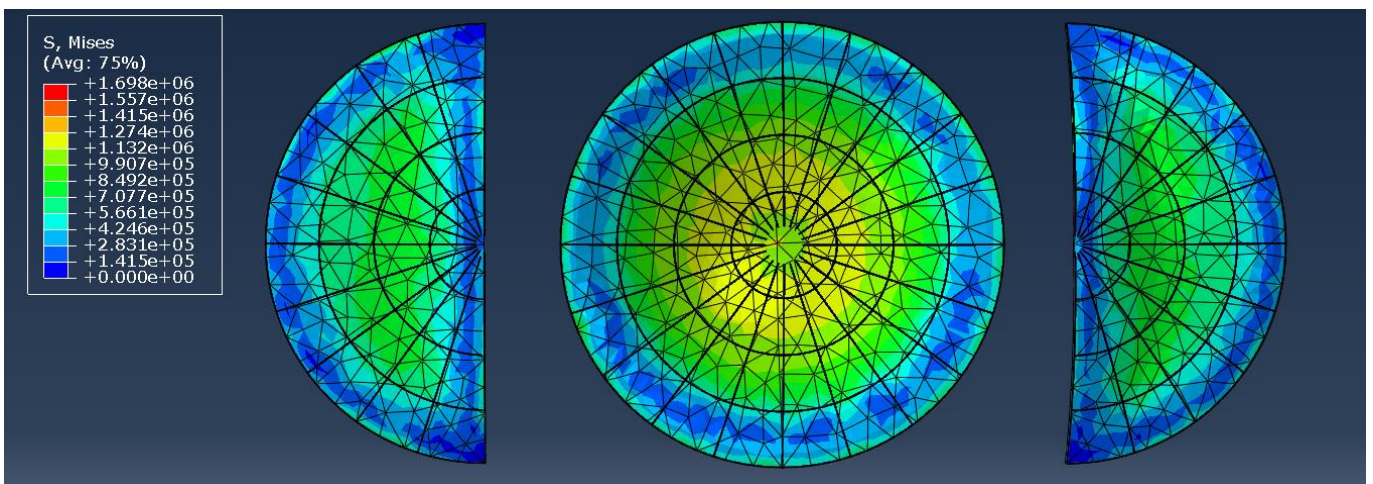 S, Mises
(Avg: 75%)
+1.698e+06
+1.557e+06
+1.415e+06
+1.274e+06
+1.132e+06
+9.907e+05
+8.492e+05
+7.077e+05
+5.661e+05
+4.246e+05
+2.831e+05
+1.415e+05
+0.000e+00